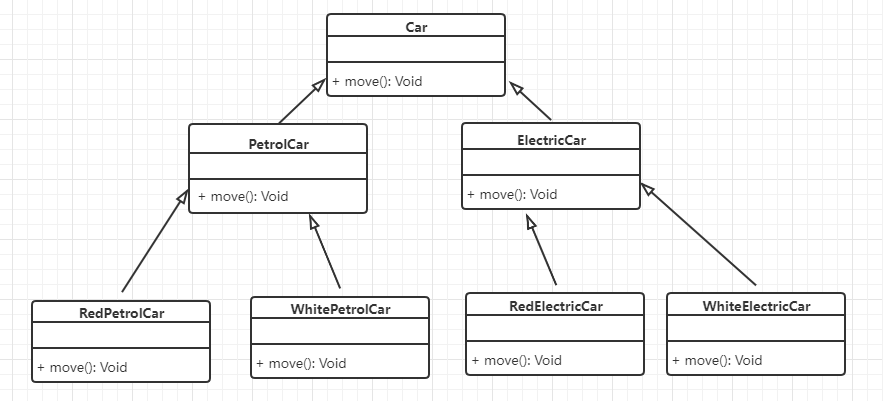 Car
+ move(): Void
PetrolCar
+ move(): Void
ElectricCar
+ move(): Void
RedPetrolCar
+ move(): Void
WhitePetrolCar
+ move(): Void
RedElectricCar
+ move(): Void
WhiteElectricCar
+ move(): Void